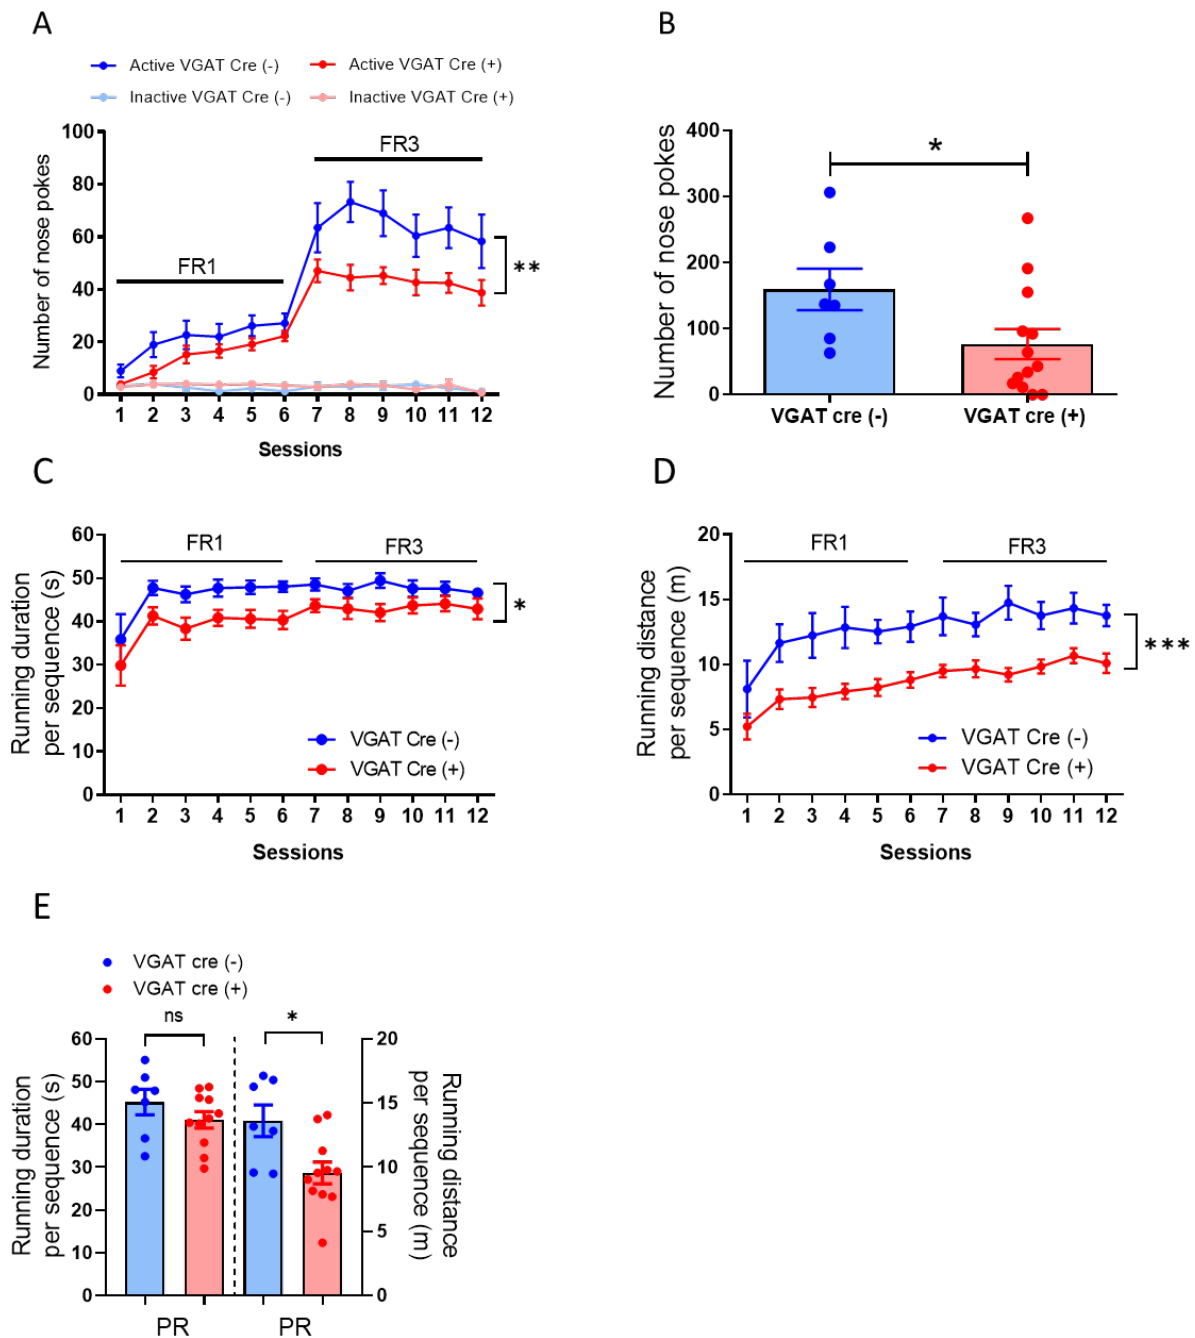 A
Active VGAT Cre (-)
Active VGAT Cre (+)
Inactive VGAT Cre (-)
Inactive VGAT Cre (+)
Number of nose pokes
100
80
60
40
20
0
FR1
FR3
**
1 2 3 4 5 6 7 8 9 10 11 12
Sessions
B
Number of nose pokes
400
300
200
100
0
*
VGAT cre (-)
VGAT cre (+)
C
Running duration
per sequence (s)
60
50
40
30
20
10
0
FR1
FR3
*
VGAT Cre (-)
VGAT Cre (+)
1 2 3 4 5 6 7 8 9 10 11 12
Sessions
D
Running distance
per sequence (m)
20
15
10
5
0
FR1
FR3
***
VGAT Cre (-)
VGAT Cre (+)
1 2 3 4 5 6 7 8 9 10 11 12
Sessions
E
VGAT cre (-)
VGAT cre (+)
Running duration
per sequence (s)
60
50
40
30
20
10
0
ns
*
20
15
10
5
0
Running distance
per sequence (m)
PR
PR